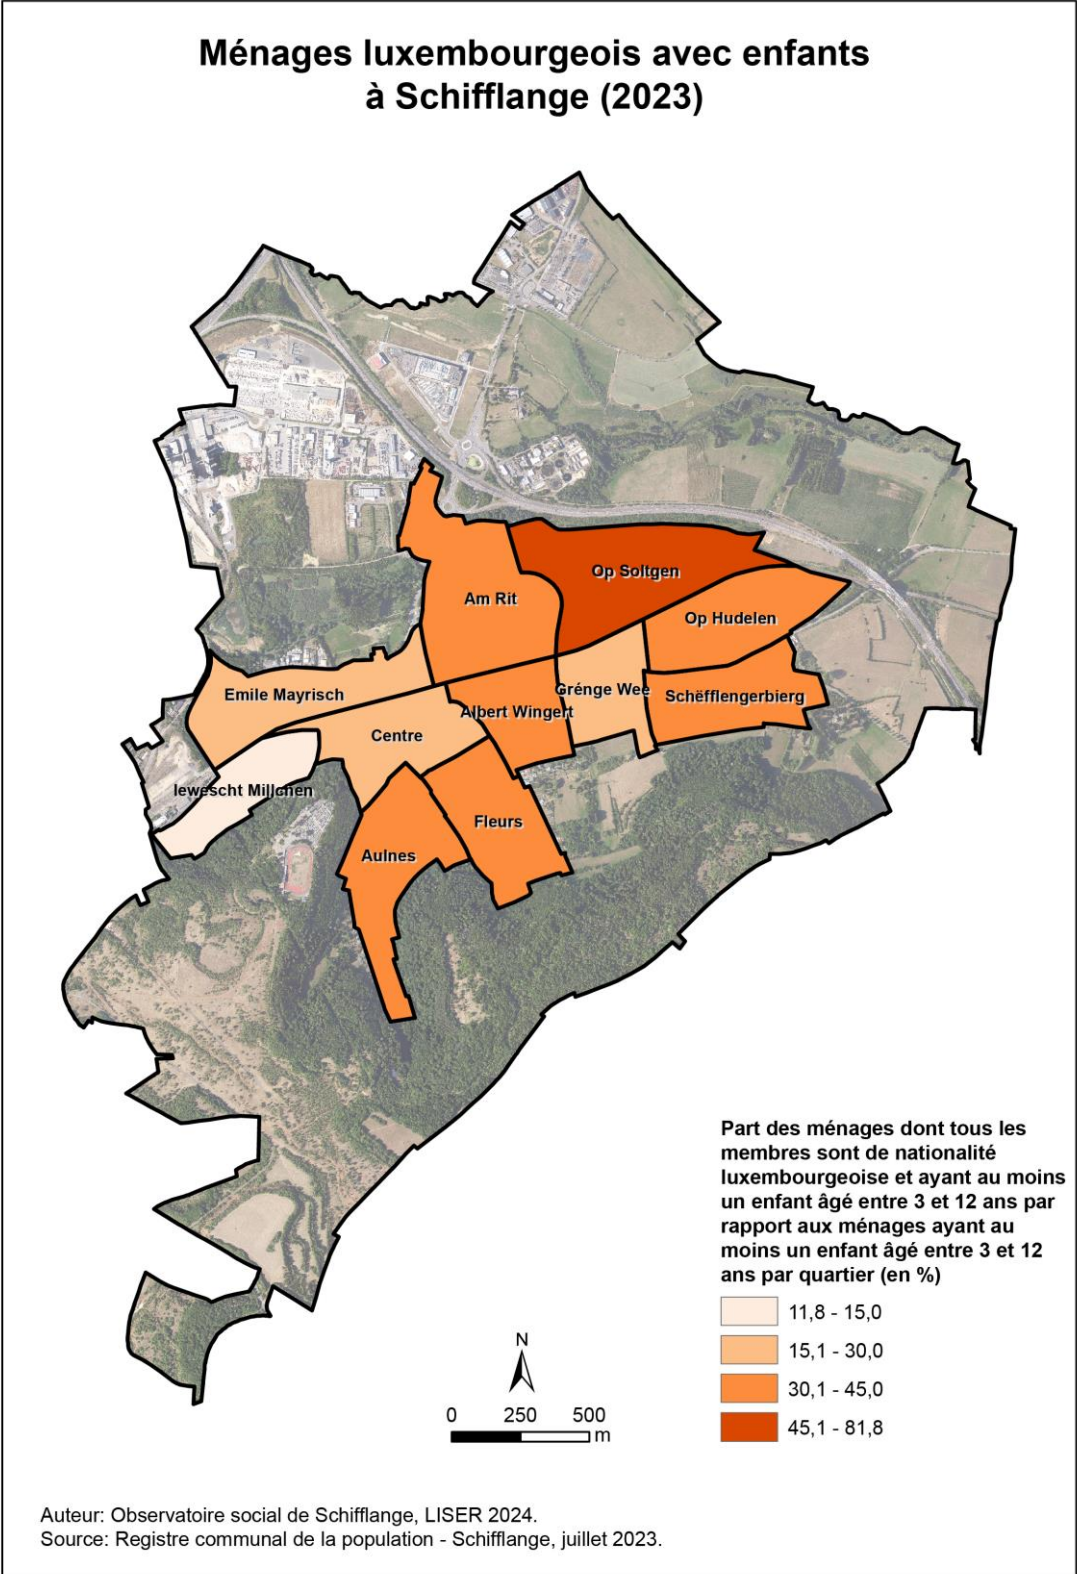 Ménages luxembourgeois avec enfants
à Schifflange (2023)
Op Soltgen
Am Rit
Op Hudelen
Emile Mayrisch
Grénge Wee
Schëfflengerbierg
Albert Wingert
Centre
Iewescht Miljchen
Fleurs
Aulnes
Part des ménages dont tous les
membres sont de nationalité
luxembourgeoise et ayant au moins
un enfant âgé entre 3 et 12 ans par
rapport aux ménages ayant au
moins un enfant âgé entre 3 et 12
ans par quartier (en %)
11,8 - 15,0
15,1 - 30,0
30,1 - 45,0
45,1 - 81,8
N
0 250 500
m
Auteur: Observatoire social de Schifflange, LISER 2024.
Source: Registre communal de la population - Schifflange, juillet 2023.